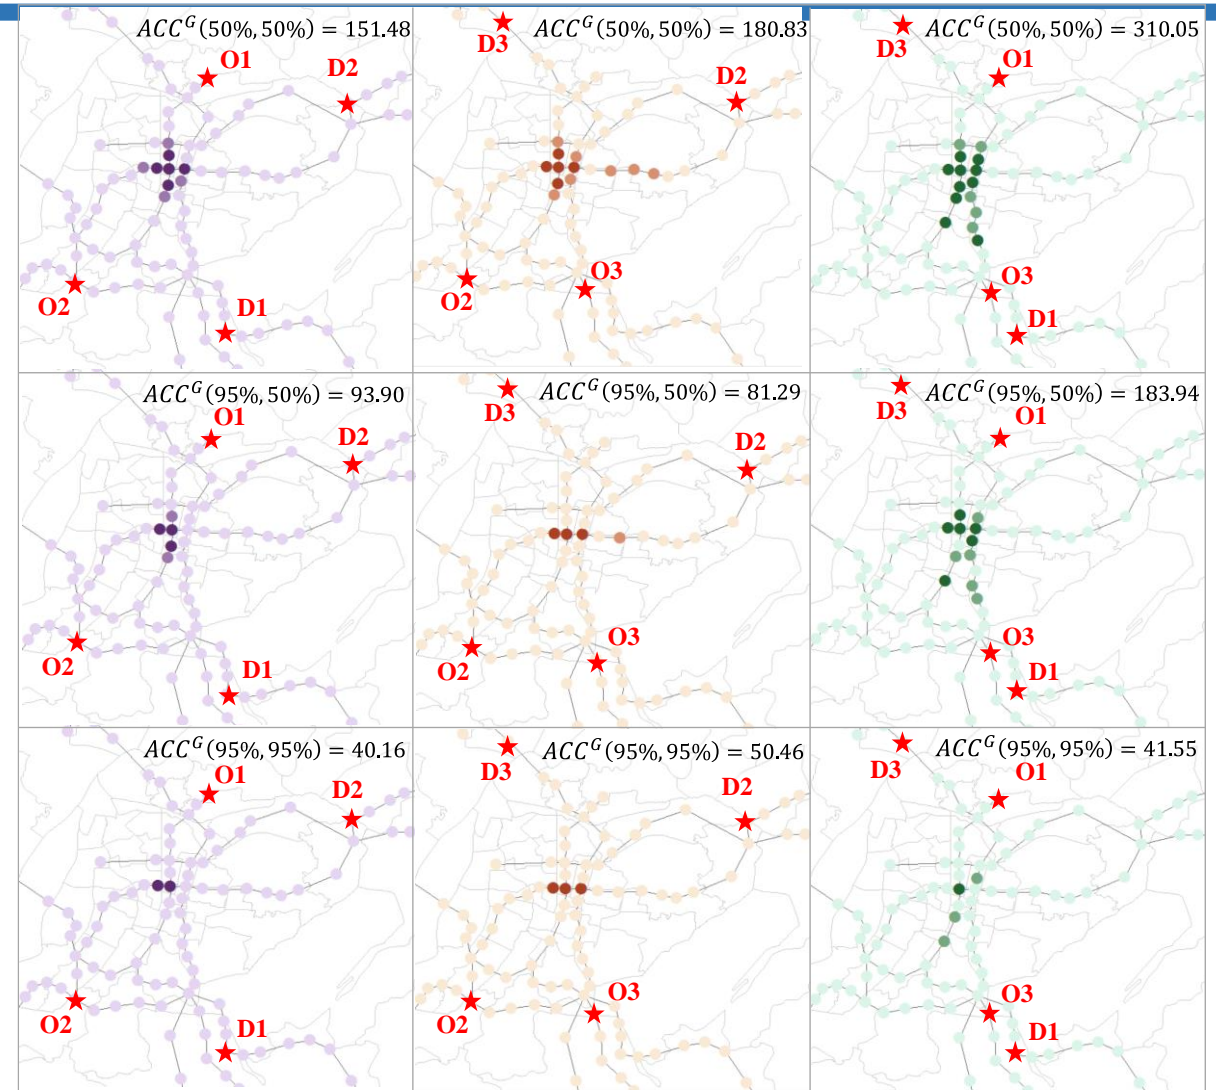 ACC^G(50%, 50%) = 151.48
O1
D2
O2
D1
ACC^G(50%, 50%) = 180.83
D3
D2
O3
O2
ACC^G(50%, 50%) = 310.05
D3
O1
O3
D1
ACC^G(95%, 50%) = 93.90
O1
D2
O2
D1
ACC^G(95%, 50%) = 81.29
D3
D2
O3
O2
ACC^G(95%, 50%) = 183.94
D3
O1
O3
D1
ACC^G(95%, 95%) = 40.16
O1
D2
O2
D1
ACC^G(95%, 95%) = 50.46
D3
D2
O3
O2
ACC^G(95%, 95%) = 41.55
D3
O1
O3
D1